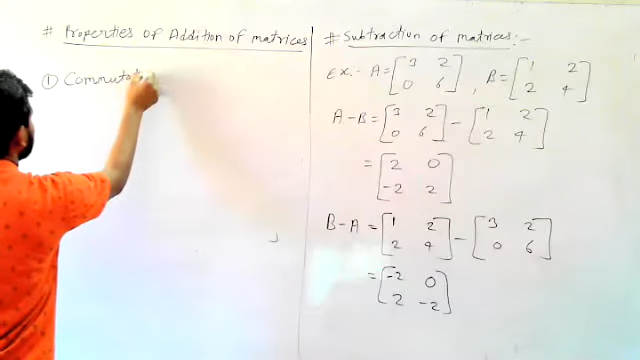 # Properties of Addition of matrices
① Commutat
# Subtraction of matrices:-
Ex:- A = [3 2
0 6] , B = [1 2
2 4]
A - B = [3 2
0 6] - [1 2
2 4]
= [2 0
-2 2]
B - A = [1 2
2 4] - [3 2
0 6]
= [-2 0
2 -2]